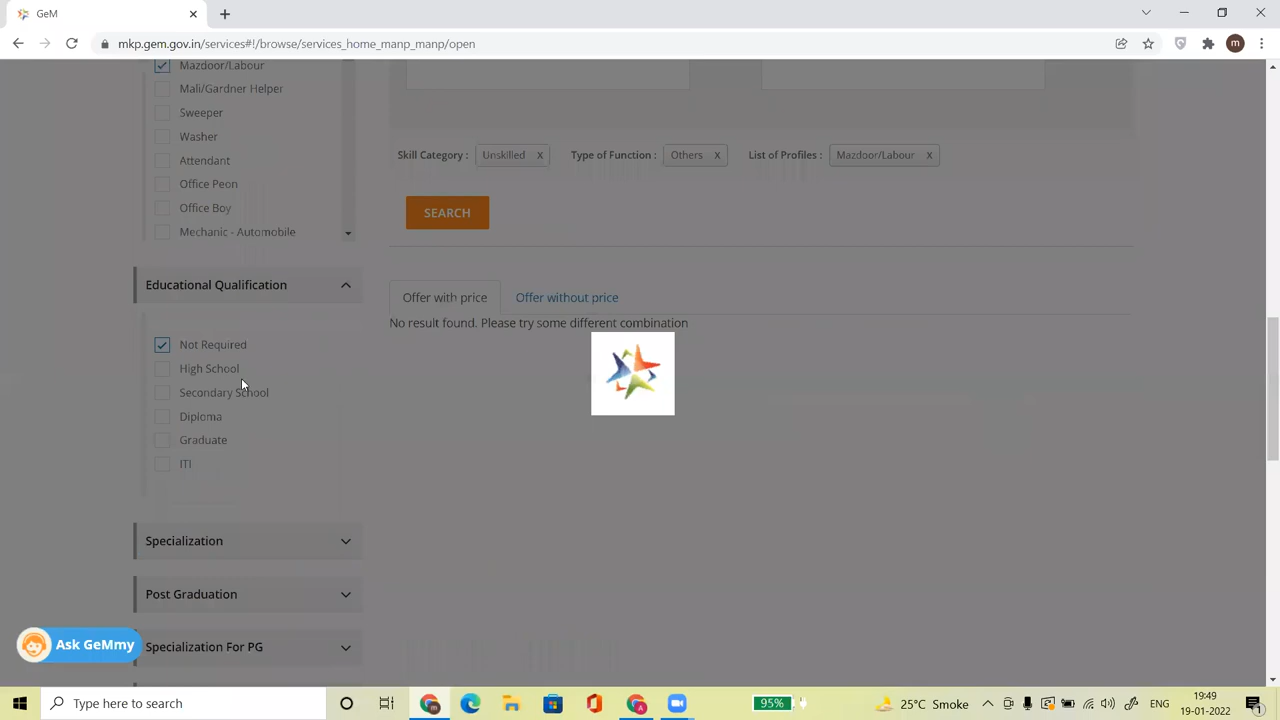 GeM
mkp.gem.gov.in/services#!/browse/services_home_manp_manp/open
m
Mazdoor/Labour
Mali/Gardner Helper
Sweeper
Washer
Attendant
Office Peon
Office Boy
Mechanic - Automobile
Educational Qualification
Not Required
High School
Secondary School
Diploma
Graduate
ITI
Specialization
Post Graduation
Specialization For PG
Skill Category : Unskilled X Type of Function : Others X List of Profiles : Mazdoor/Labour X
SEARCH
Offer with price Offer without price
No result found. Please try some different combination
Ask GeMmy
Type here to search
95%
25°C Smoke
ENG
19:49
19-01-2022
1